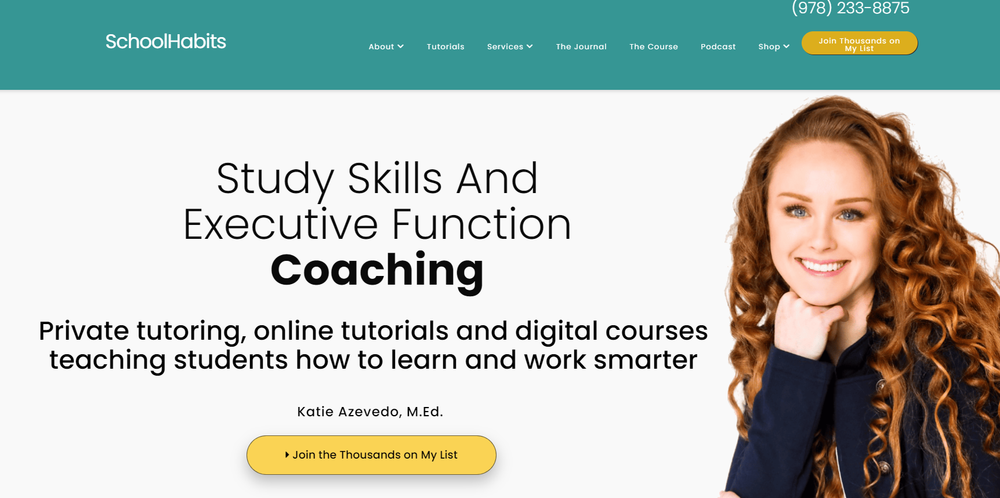 (978) 233-8875
SchoolHabits
About
Tutorials
Services
The Journal
The Course
Podcast
Shop
Join Thousands on
My List
Study Skills And
Executive Function
Coaching
Private tutoring, online tutorials and digital courses
teaching students how to learn and work smarter
Katie Azevedo, M.Ed.
Join the Thousands on My List